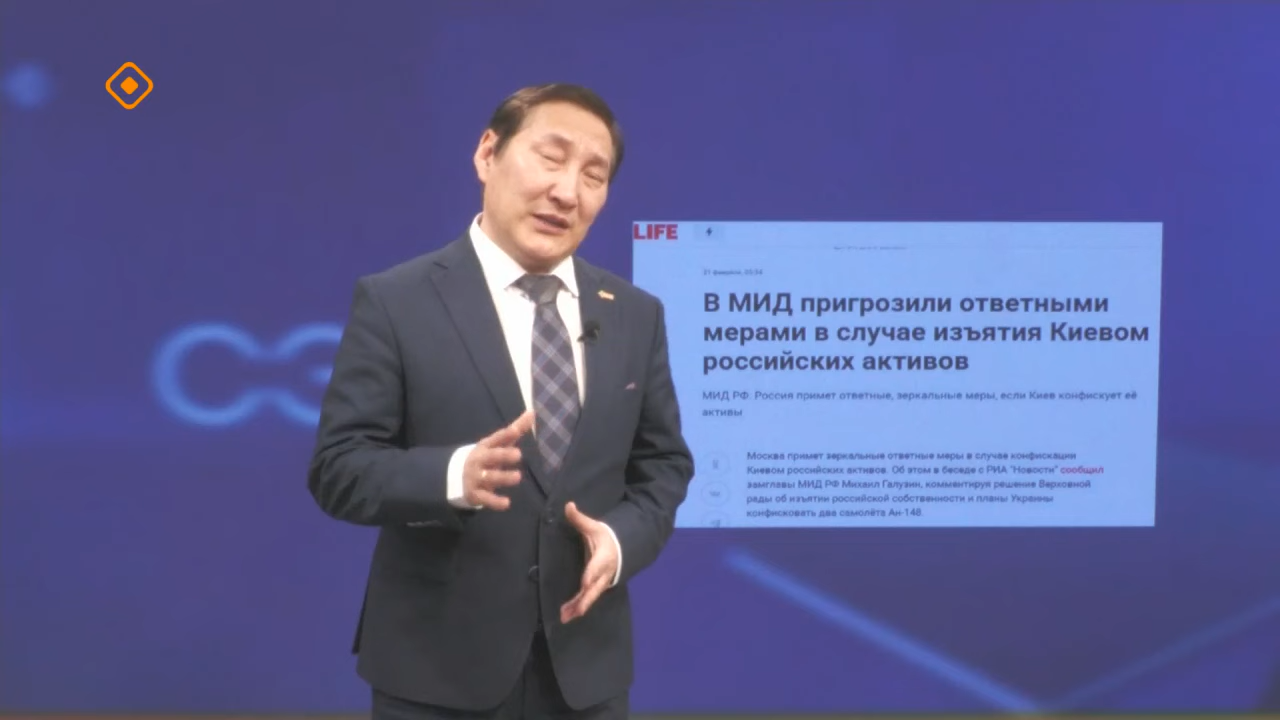 LIFE
21 февраля, 03:34
В МИД пригрозили ответными
мерами в случае изъятия Киевом
российских активов
МИД РФ: Россия примет ответные, зеркальные меры, если Киев конфискует её
активы
Москва примет зеркальные ответные меры в случае конфискации
Киевом российских активов. Об этом в беседе с РИА "Новости" сообщил
замглавы МИД РФ Михаил Галузин, комментируя решение Верховной
рады об изъятии российской собственности и планы Украины
конфисковать два самолёта Ан-148.